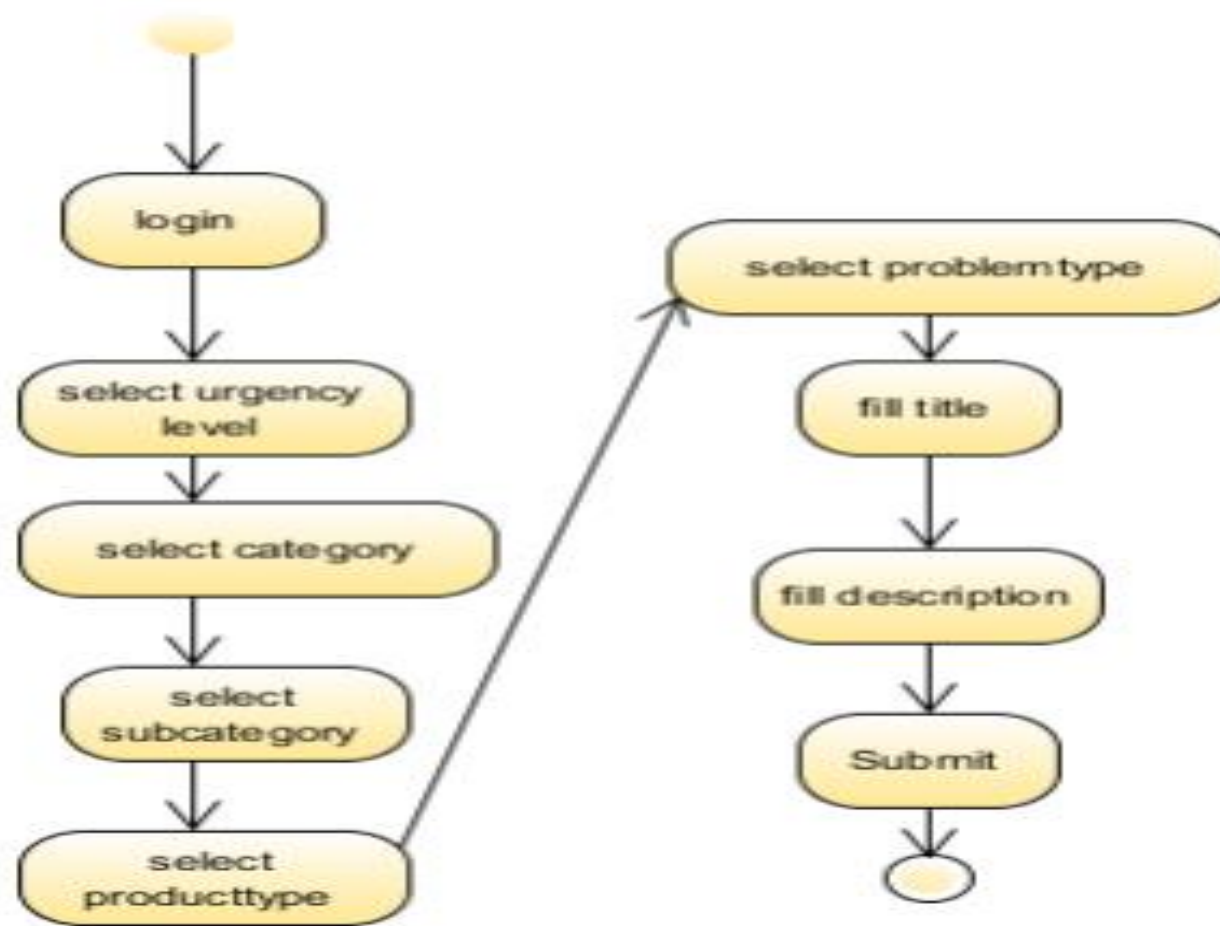 login
select urgency
level
select category
select
subcategory
select
producttype
select problemtype
fill title
fill description
Submit